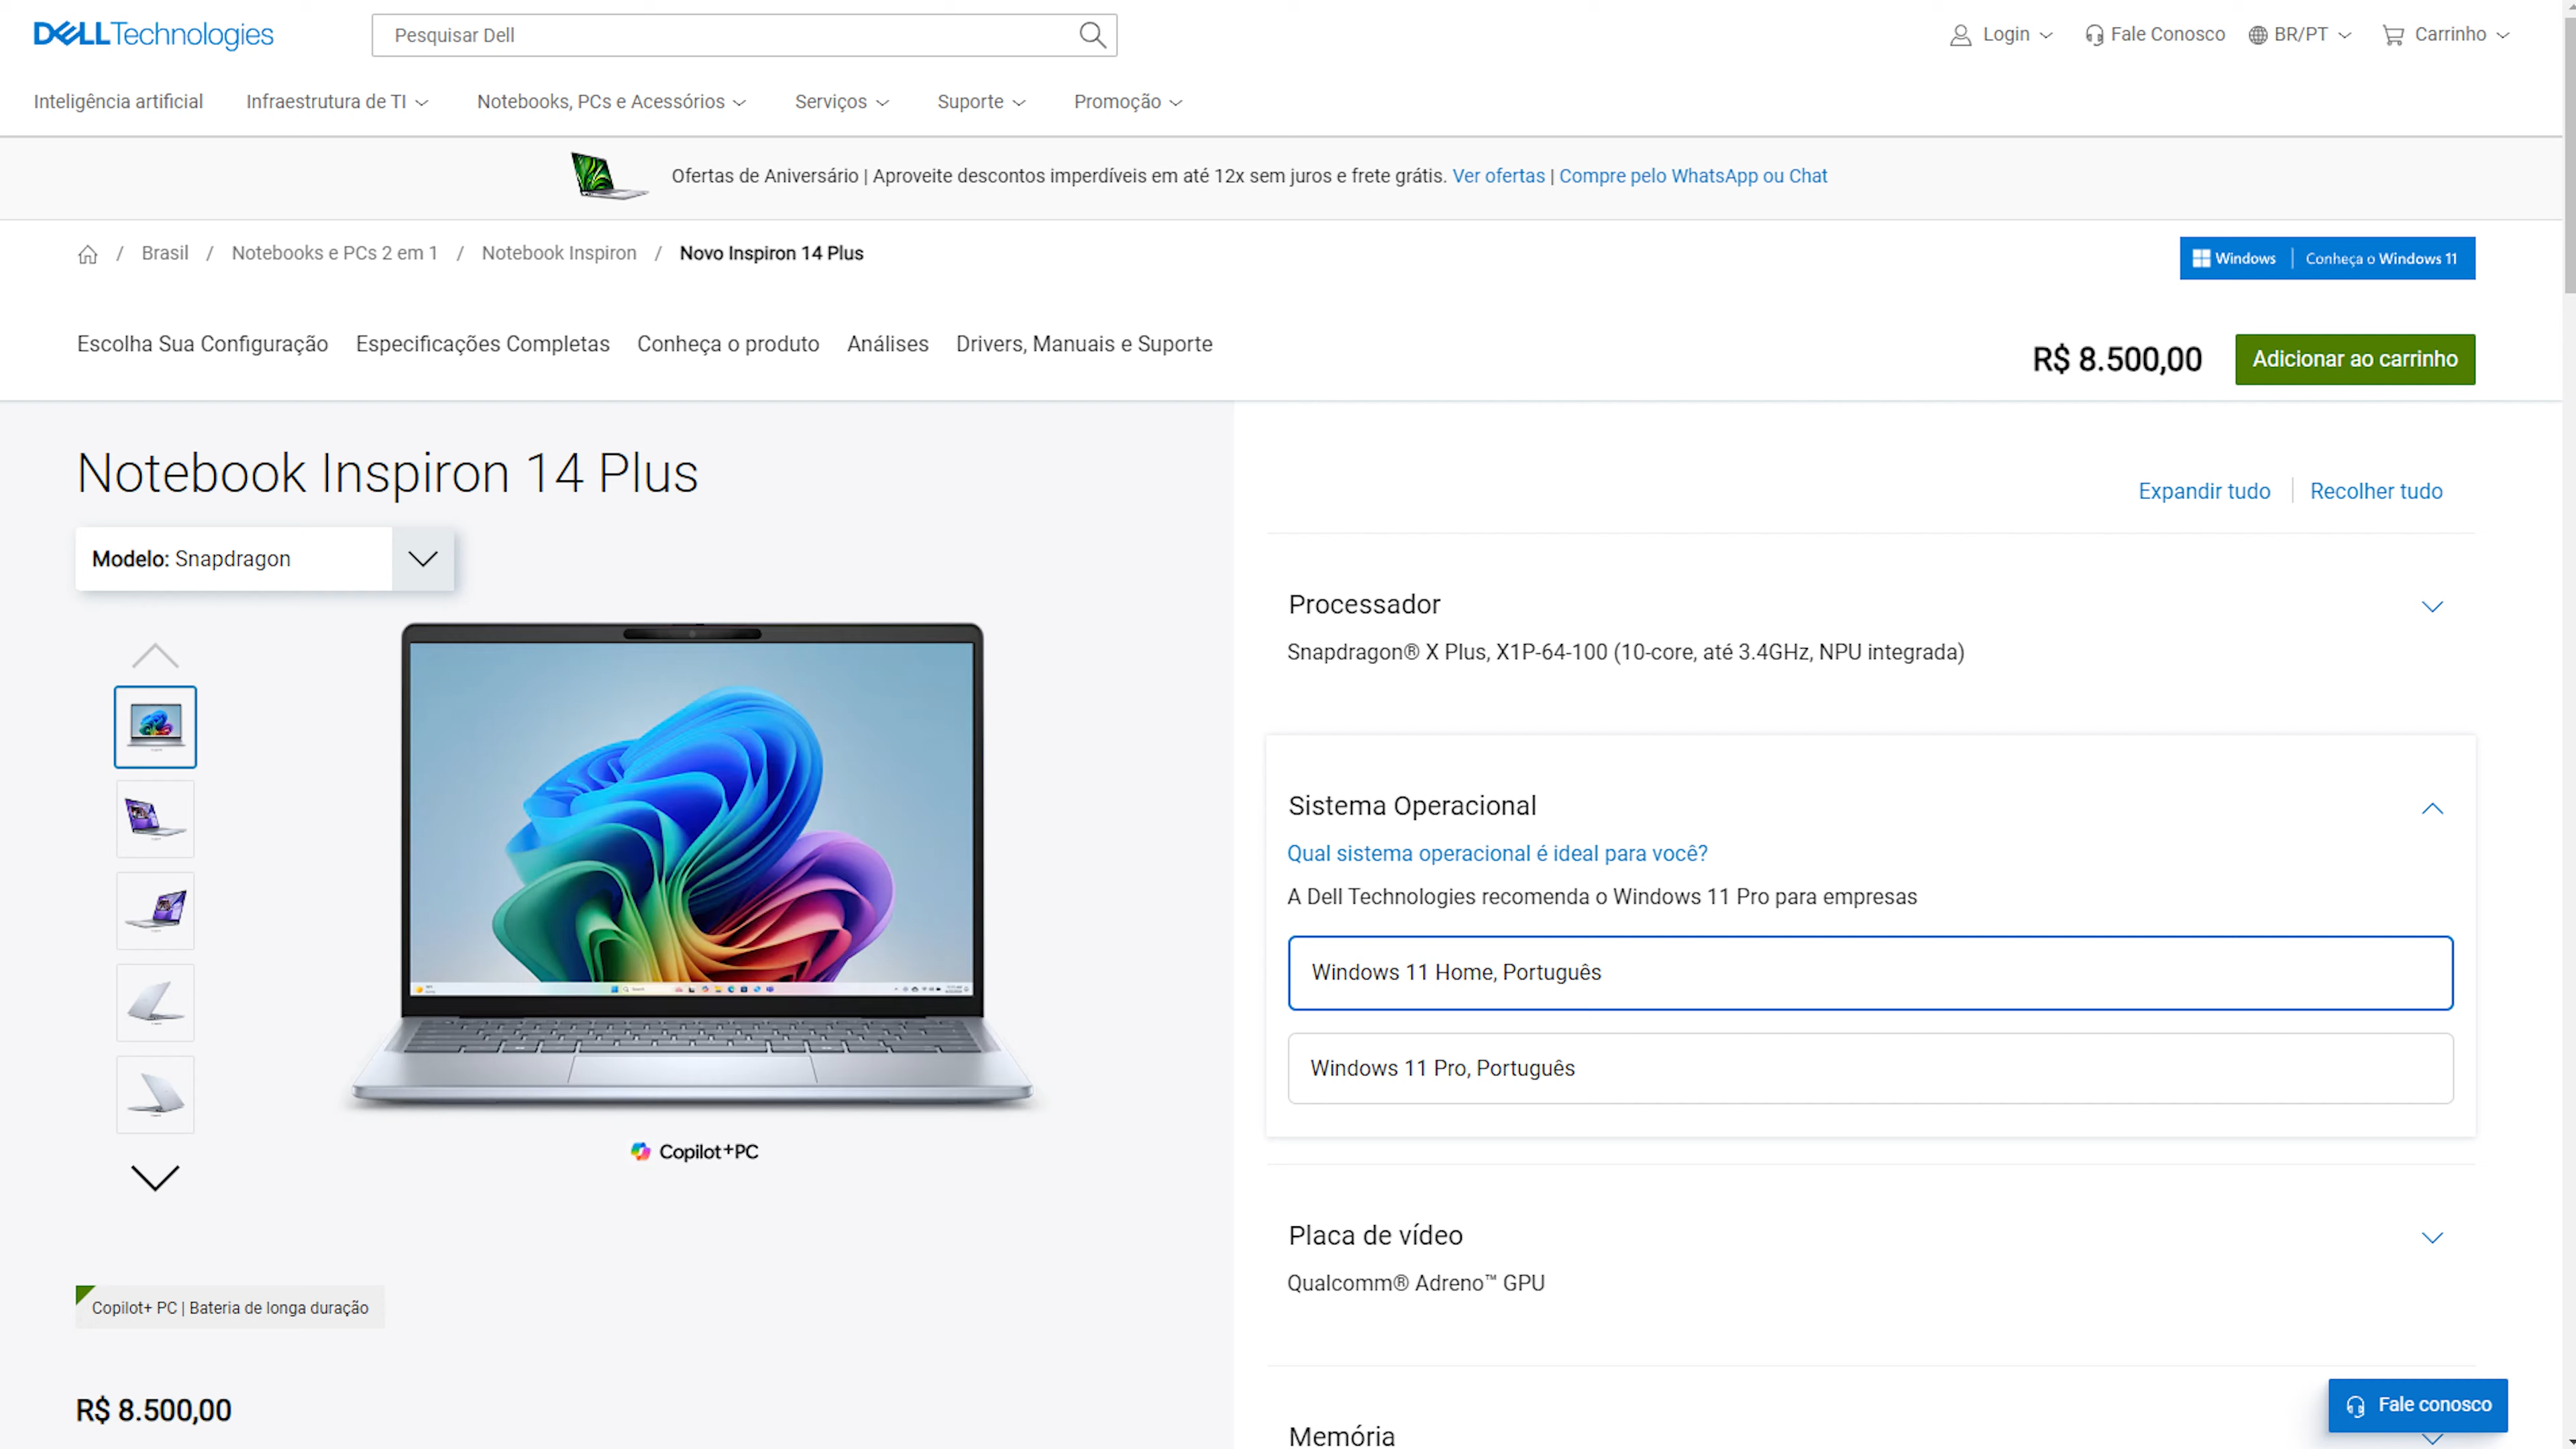 DELL Technologies
Pesquisar Dell
Login
Fale Conosco
BR/PT
Carrinho
Inteligência artificial
Infraestrutura de TI
Notebooks, PCs e Acessórios
Serviços
Suporte
Promoção
Ofertas de Aniversário | Aproveite descontos imperdíveis em até 12x sem juros e frete grátis. Ver ofertas | Compre pelo WhatsApp ou Chat
/ Brasil / Notebooks e PCs 2 em 1 / Notebook Inspiron / Novo Inspiron 14 Plus
Windows | Conheça o Windows 11
Escolha Sua Configuração
Especificações Completas
Conheça o produto
Análises
Drivers, Manuais e Suporte
R$ 8.500,00
Adicionar ao carrinho
Notebook Inspiron 14 Plus
Modelo: Snapdragon
Copilot+PC
Copilot+ PC | Bateria de longa duração
R$ 8.500,00
Expandir tudo
Recolher tudo
Processador
Snapdragon® X Plus, X1P-64-100 (10-core, até 3.4GHz, NPU integrada)
Sistema Operacional
Qual sistema operacional é ideal para você?
A Dell Technologies recomenda o Windows 11 Pro para empresas
Windows 11 Home, Português
Windows 11 Pro, Português
Placa de vídeo
Qualcomm® Adreno™ GPU
Memória
Fale conosco